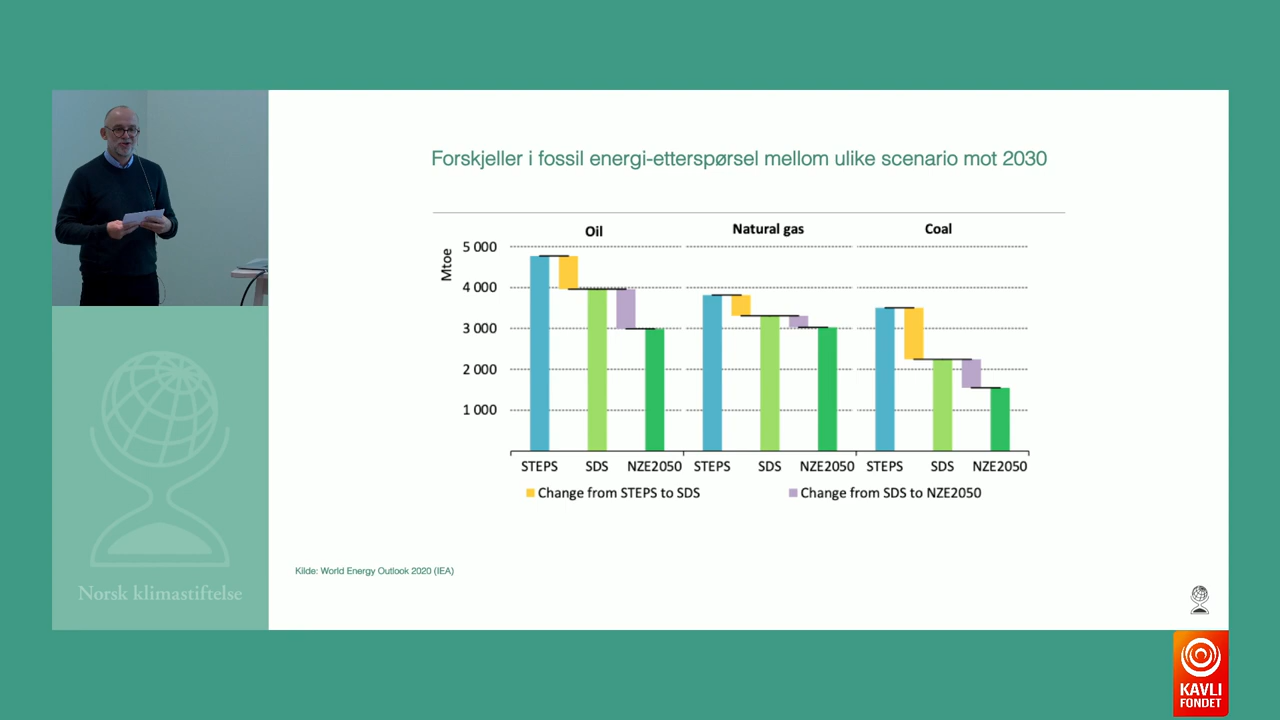 Forskjeller i fossil energi-etterspørsel mellom ulike scenario mot 2030
Oil Natural gas Coal
Mtoe
5 000
4 000
3 000
2 000
1 000
STEPS SDS NZE2050 STEPS SDS NZE2050 STEPS SDS NZE2050
Change from STEPS to SDS Change from SDS to NZE2050
Kilde: World Energy Outlook 2020 (IEA)
Norsk klimastiftelse
KAVLI
FONDET